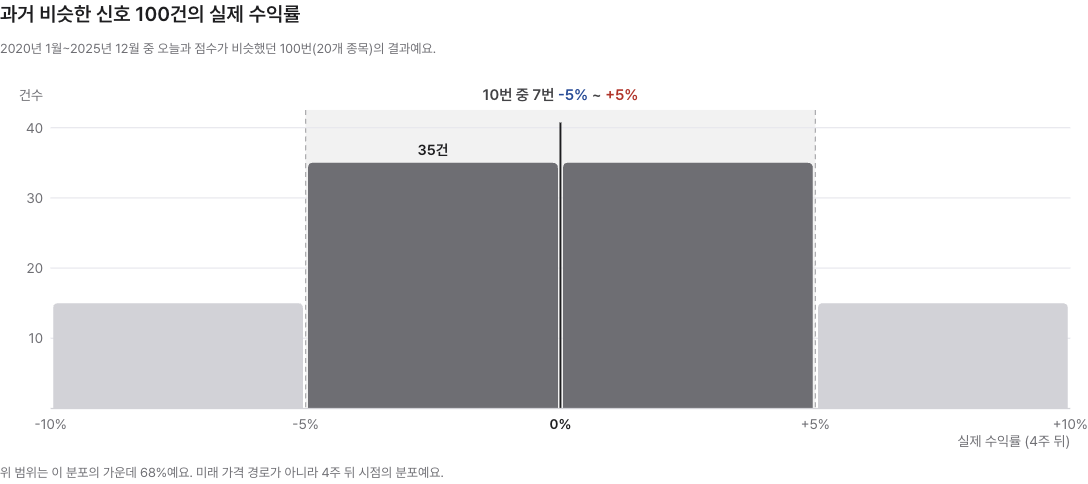 과거 비슷한 신호 100건의 실제 수익률
2020년 1월~2025년 12월 중 오늘과 점수가 비슷했던 100번(20개 종목)의 결과예요.
건수
10번 중 7번 -5% ~ +5%
40
35건
30
20
10
-10%
-5%
0%
+5%
+10%
실제 수익률 (4주 뒤)
위 범위는 이 분포의 가운데 68%예요. 미래 가격 경로가 아니라 4주 뒤 시점의 분포예요.